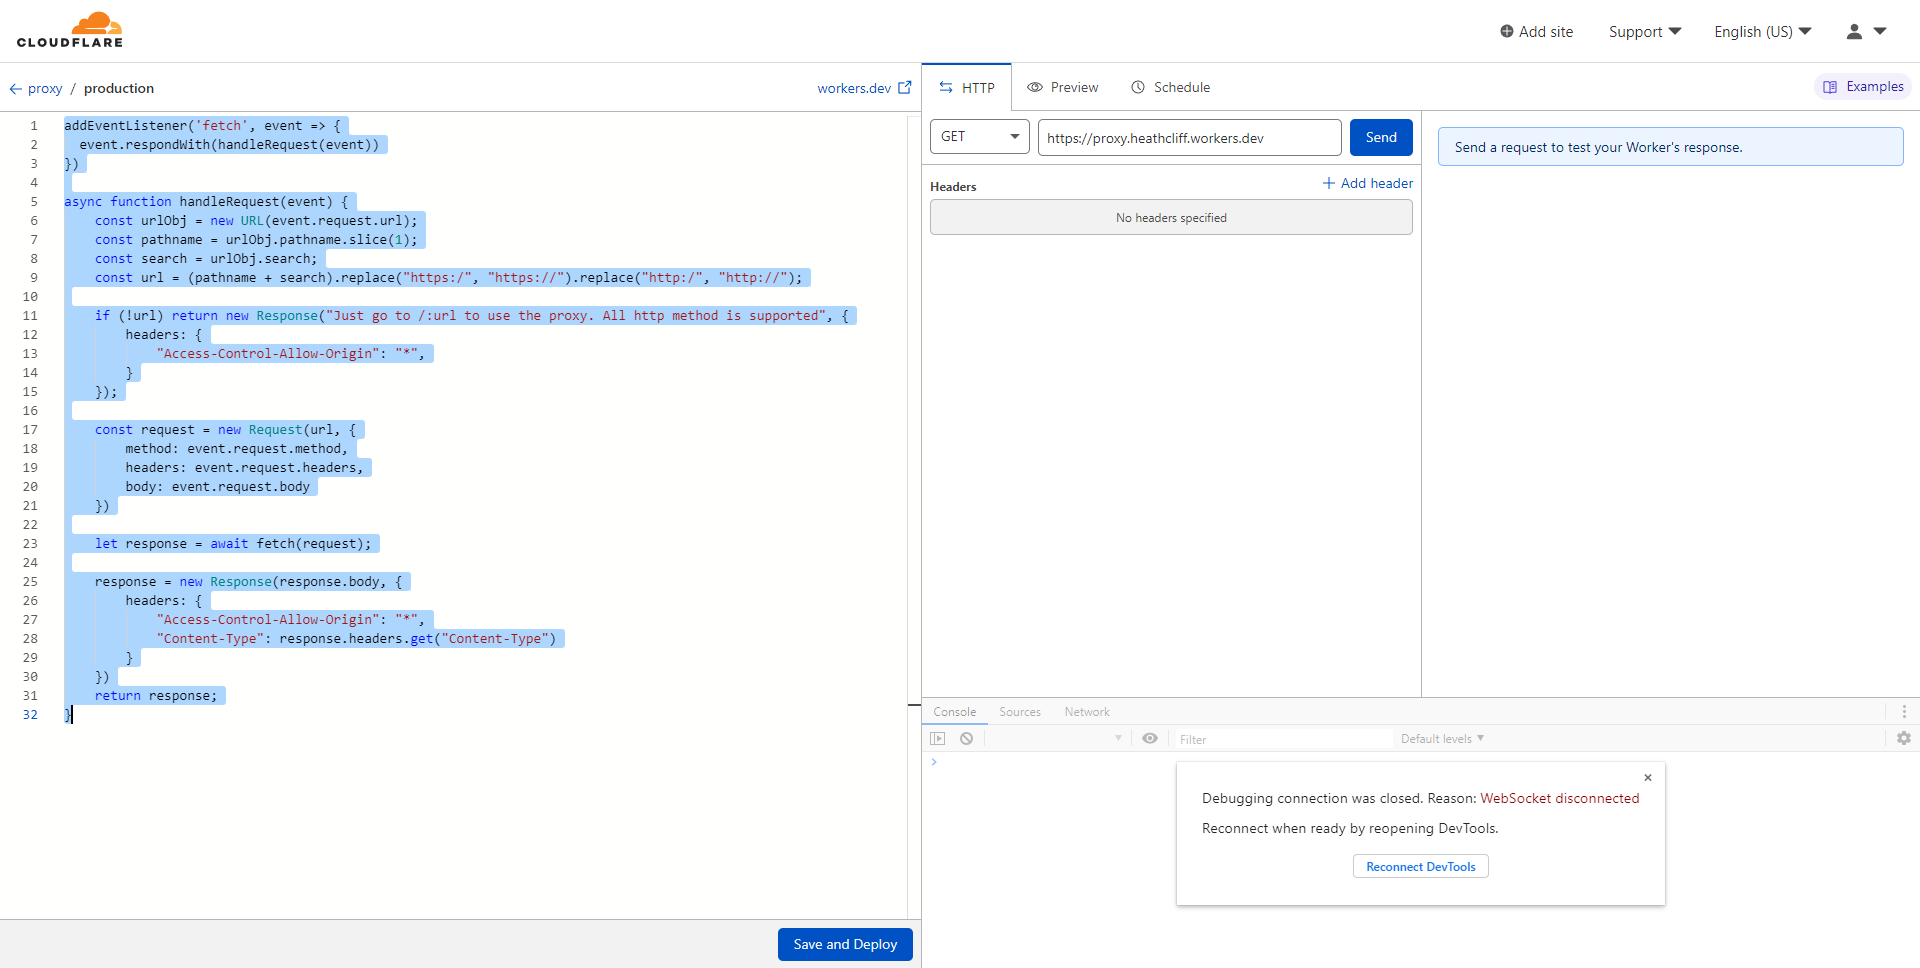 CLOUDFLARE
Add site
Support
English (US)
proxy / production
workers.dev
HTTP
Preview
Schedule
Examples
1 addEventListener('fetch', event => {
2   event.respondWith(handleRequest(event))
3 })
4
5 async function handleRequest(event) {
6     const urlObj = new URL(event.request.url);
7     const pathname = urlObj.pathname.slice(1);
8     const search = urlObj.search;
9     const url = (pathname + search).replace("https:/", "https://").replace("http:/", "http://");
10
11     if (!url) return new Response("Just go to /:url to use the proxy. All http method is supported", {
12         headers: {
13             "Access-Control-Allow-Origin": "*",
14         }
15     });
16
17     const request = new Request(url, {
18         method: event.request.method,
19         headers: event.request.headers,
20         body: event.request.body
21     })
22
23     let response = await fetch(request);
24
25     response = new Response(response.body, {
26         headers: {
27             "Access-Control-Allow-Origin": "*",
28             "Content-Type": response.headers.get("Content-Type")
29         }
30     })
31     return response;
32 }
Save and Deploy
GET
https://proxy.heathcliff.workers.dev
Send
Headers
+ Add header
No headers specified
Send a request to test your Worker's response.
Console
Sources
Network
Filter
Default levels
Debugging connection was closed. Reason: WebSocket disconnected
Reconnect when ready by reopening DevTools.
Reconnect DevTools